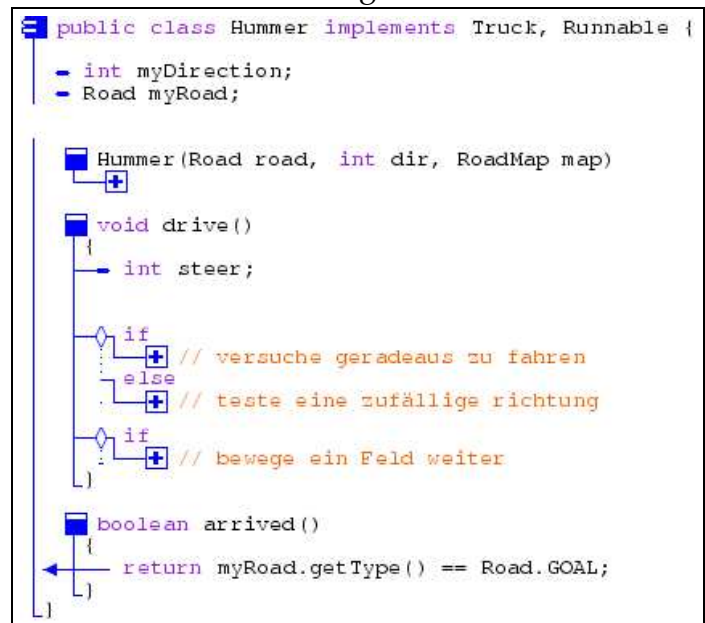 public class Hummer implements Truck, Runnable {
int myDirection;
Road myRoad;
Hummer(Road road, int dir, RoadMap map)
void drive()
{
int steer;
if
// versuche geradeaus zu fahren
else
// teste eine zufällige richtung
if
// bewege ein Feld weiter
}
boolean arrived()
{
return myRoad.getType() == Road.GOAL;
}
}